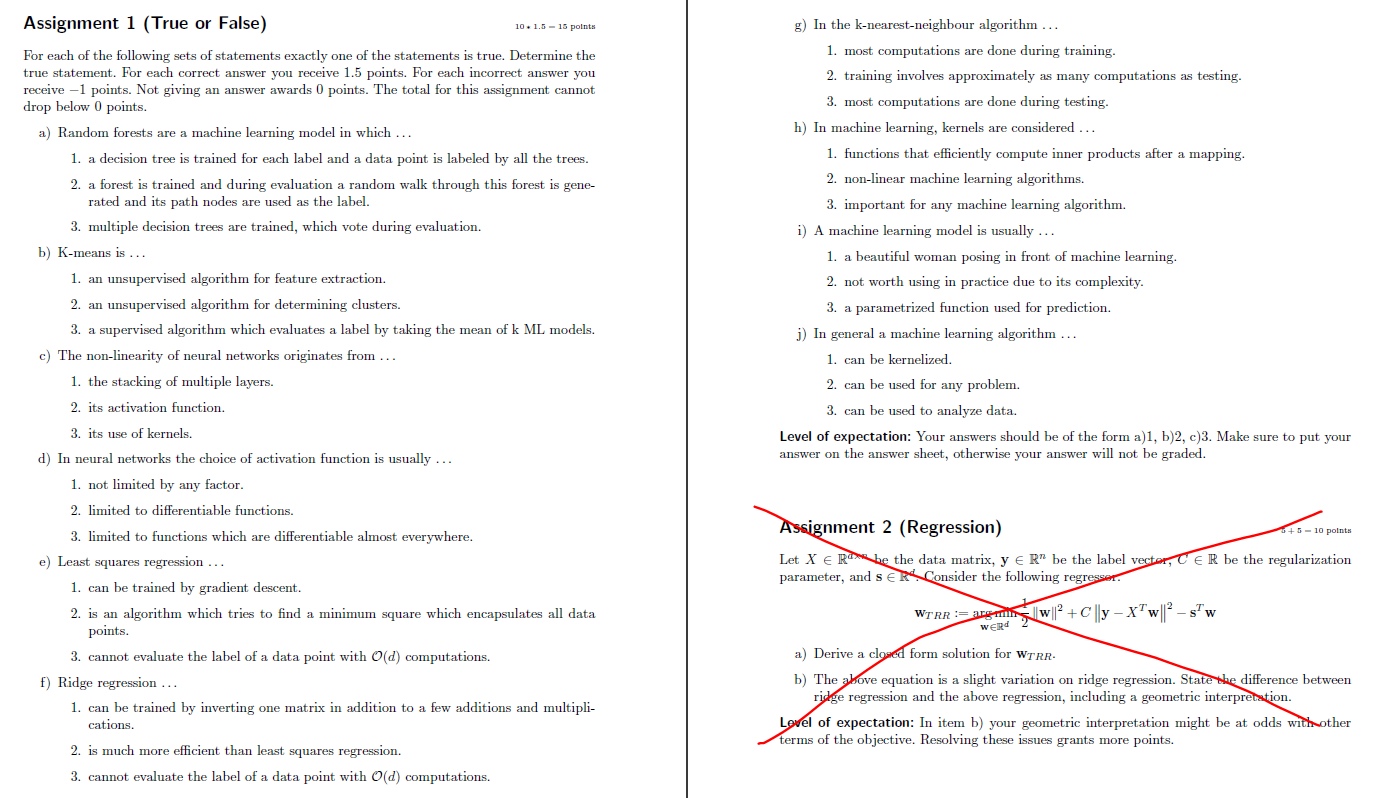 Assignment 1 (True or False)
10 • 1.5 = 15 points
For each of the following sets of statements exactly one of the statements is true. Determine the
true statement. For each correct answer you receive 1.5 points. For each incorrect answer you
receive −1 points. Not giving an answer awards 0 points. The total for this assignment cannot
drop below 0 points.
a) Random forests are a machine learning model in which ...
1. a decision tree is trained for each label and a data point is labeled by all the trees.
2. a forest is trained and during evaluation a random walk through this forest is gene-
rated and its path nodes are used as the label.
3. multiple decision trees are trained, which vote during evaluation.
b) K-means is ...
1. an unsupervised algorithm for feature extraction.
2. an unsupervised algorithm for determining clusters.
3. a supervised algorithm which evaluates a label by taking the mean of k ML models.
c) The non-linearity of neural networks originates from ...
1. the stacking of multiple layers.
2. its activation function.
3. its use of kernels.
d) In neural networks the choice of activation function is usually ...
1. not limited by any factor.
2. limited to differentiable functions.
3. limited to functions which are differentiable almost everywhere.
e) Least squares regression ...
1. can be trained by gradient descent.
2. is an algorithm which tries to find a minimum square which encapsulates all data
points.
3. cannot evaluate the label of a data point with O(d) computations.
f) Ridge regression ...
1. can be trained by inverting one matrix in addition to a few additions and multipli-
cations.
2. is much more efficient than least squares regression.
3. cannot evaluate the label of a data point with O(d) computations.
g) In the k-nearest-neighbour algorithm ...
1. most computations are done during training.
2. training involves approximately as many computations as testing.
3. most computations are done during testing.
h) In machine learning, kernels are considered ...
1. functions that efficiently compute inner products after a mapping.
2. non-linear machine learning algorithms.
3. important for any machine learning algorithm.
i) A machine learning model is usually ...
1. a beautiful woman posing in front of machine learning.
2. not worth using in practice due to its complexity.
3. a parametrized function used for prediction.
j) In general a machine learning algorithm ...
1. can be kernelized.
2. can be used for any problem.
3. can be used to analyze data.
Level of expectation: Your answers should be of the form a)1, b)2, c)3. Make sure to put your
answer on the answer sheet, otherwise your answer will not be graded.
Assignment 2 (Regression)
5 + 5 = 10 points
Let X ∈ ℝ^{d×n} be the data matrix, y ∈ ℝⁿ be the label vector, C ∈ ℝ be the regularization
parameter, and s ∈ ℝ^d. Consider the following regressor:
w_{TRR} := arg min_{w∈ℝ^d} 1/2 ‖w‖² + C ‖y − X^T w‖² − s^T w
a) Derive a closed form solution for w_{TRR}.
b) The above equation is a slight variation on ridge regression. State the difference between
ridge regression and the above regression, including a geometric interpretation.
Level of expectation: In item b) your geometric interpretation might be at odds with other
terms of the objective. Resolving these issues grants more points.